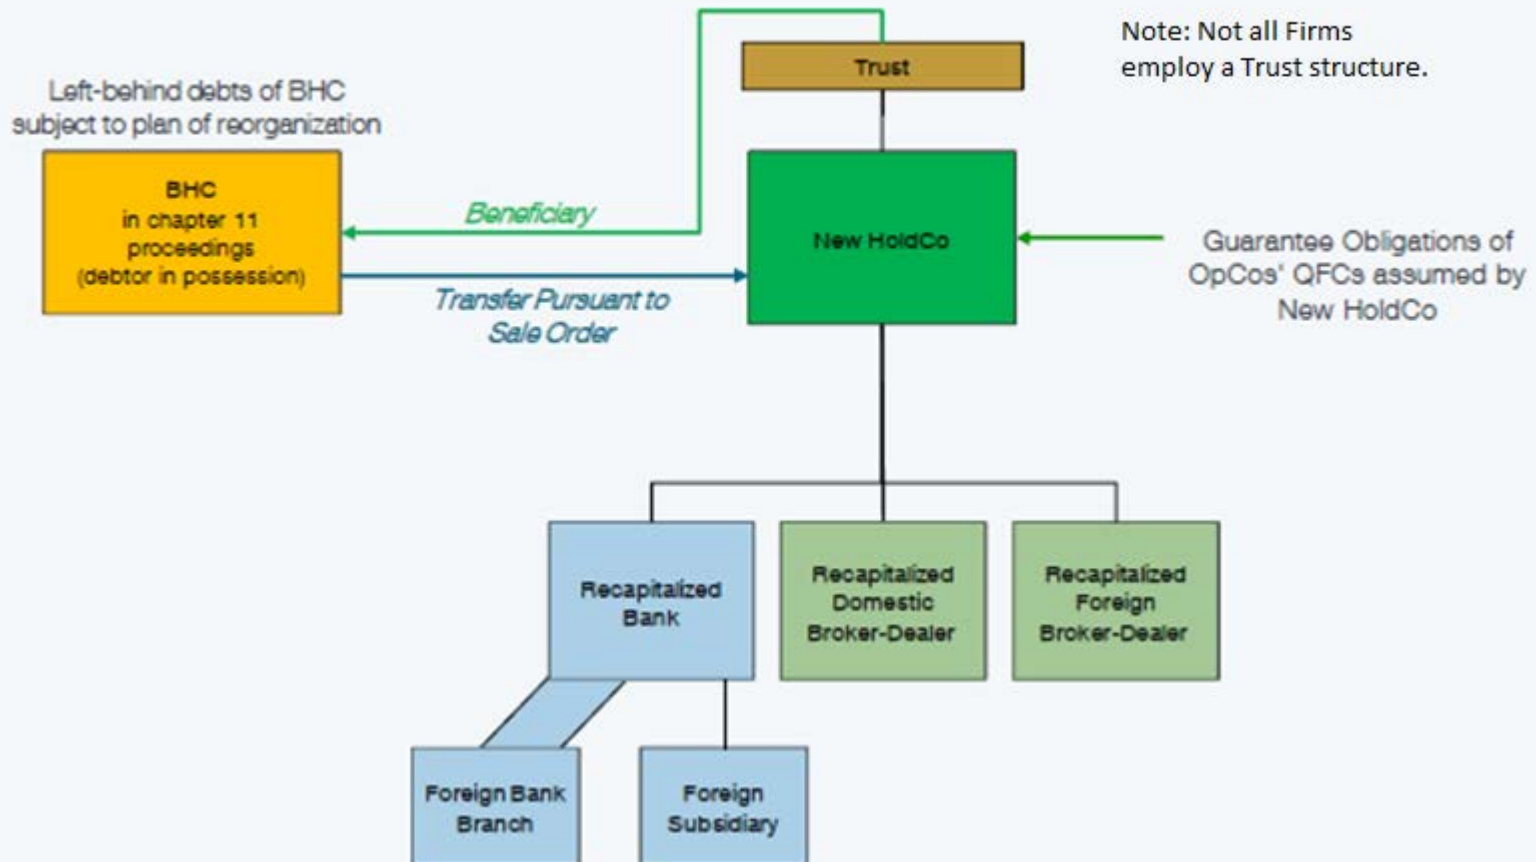 Note: Not all Firms
employ a Trust structure.
Trust
Left-behind debts of BHC
subject to plan of reorganization
BHC
in chapter 11
proceedings
(debtor in possession)
Beneficiary
Transfer Pursuant to
Sale Order
New HoldCo
Guarantee Obligations of
OpCos' QFCs assumed by
New HoldCo
Recapitalized
Bank
Recapitalized
Domestic
Broker-Dealer
Recapitalized
Foreign
Broker-Dealer
Foreign Bank
Branch
Foreign
Subsidiary